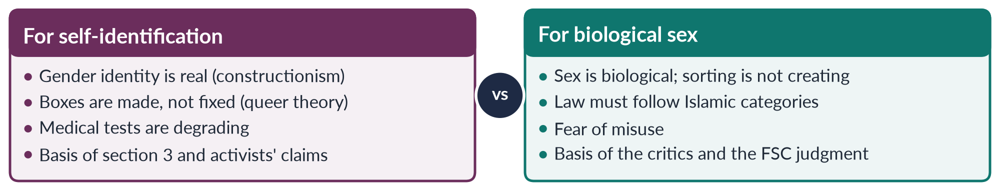 For self-identification
• Gender identity is real (constructionism)
• Boxes are made, not fixed (queer theory)
• Medical tests are degrading
• Basis of section 3 and activists' claims
VS
For biological sex
• Sex is biological; sorting is not creating
• Law must follow Islamic categories
• Fear of misuse
• Basis of the critics and the FSC judgment